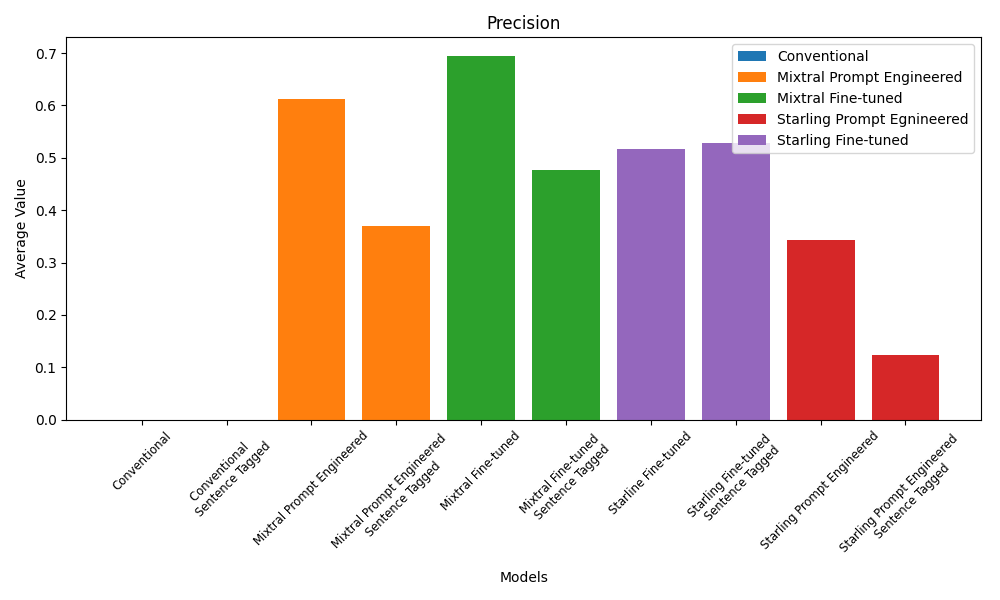 Precision
Conventional
Mixtral Prompt Engineered
Mixtral Fine-tuned
Starling Prompt Egnineered
Starling Fine-tuned
Average Value
0.7
0.6
0.5
0.4
0.3
0.2
0.1
0.0
Conventional
Conventional
Sentence Tagged
Mixtral Prompt Engineered
Mixtral Prompt Engineered
Sentence Tagged
Mixtral Fine-tuned
Mixtral Fine-tuned
Sentence Tagged
Starline Fine-tuned
Starling Fine-tuned
Sentence Tagged
Starling Prompt Engineered
Starling Prompt Engineered
Sentence Tagged
Models